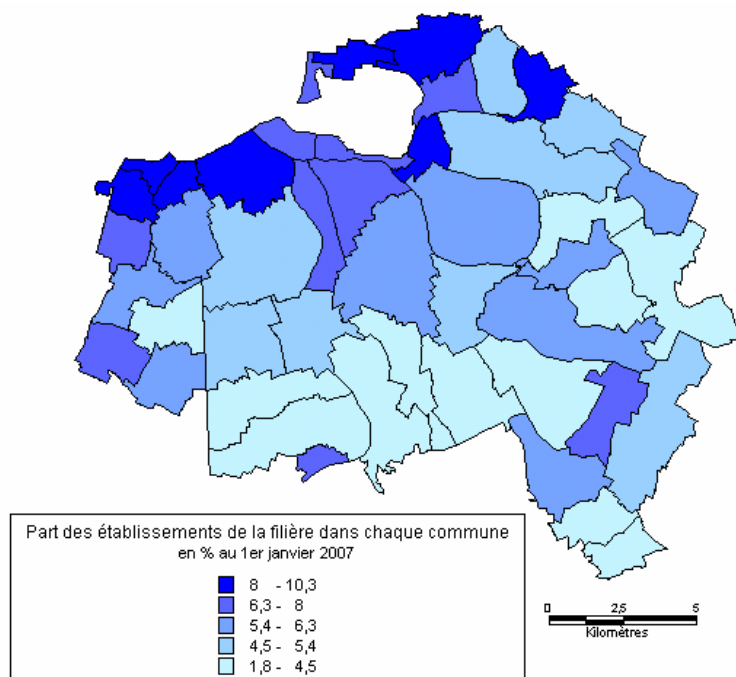 Part des établissements de la filière dans chaque commune
en % au 1er janvier 2007
8 - 10,3
6,3 - 8
5,4 - 6,3
4,5 - 5,4
1,8 - 4,5
0 2,5 5
Kilomètres